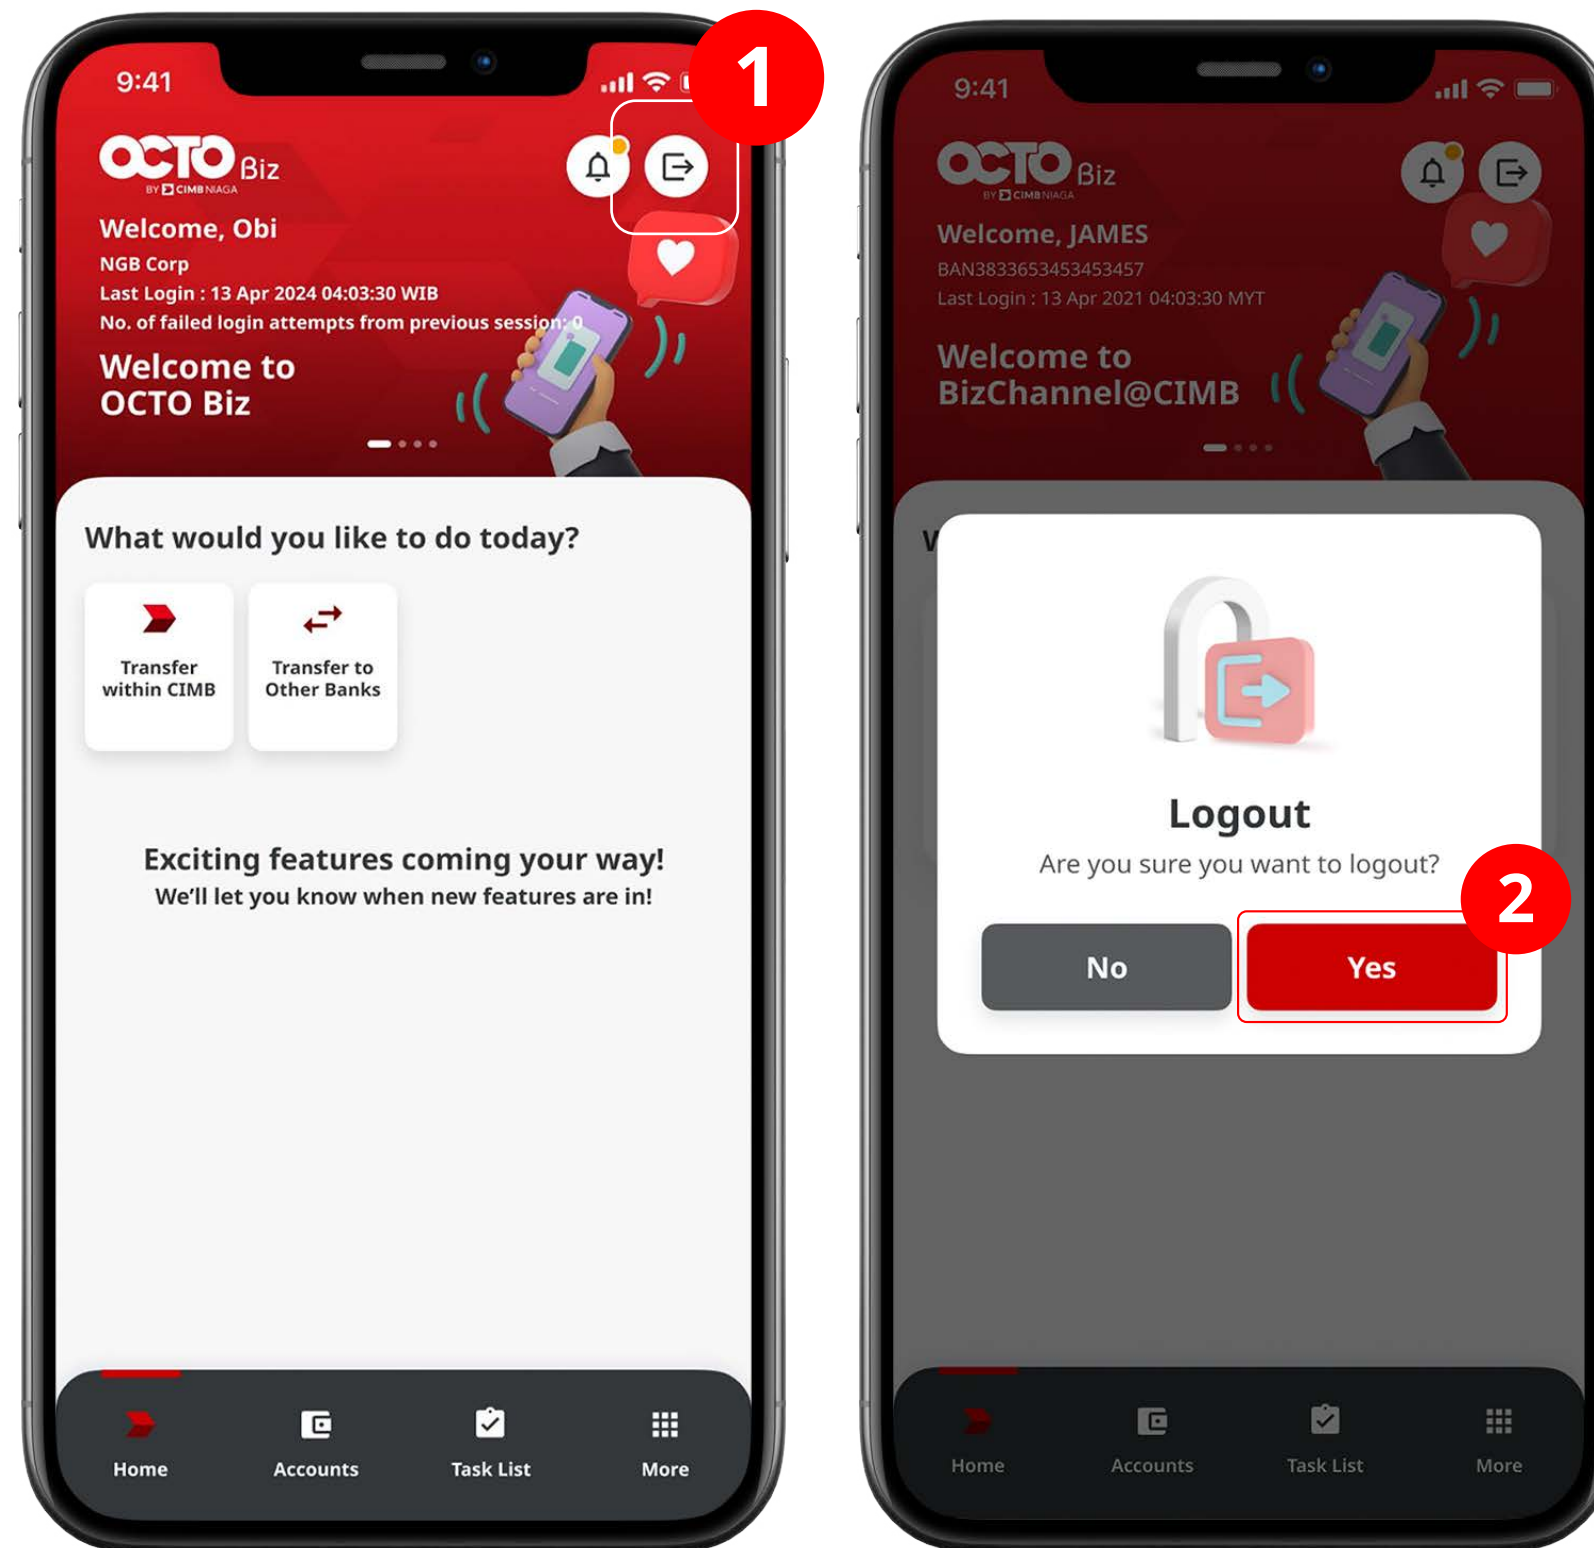 1
9:41
OCTO Biz
BY CIMB NIAGA
Welcome, Obi
NGB Corp
Last Login : 13 Apr 2024 04:03:30 WIB
No. of failed login attempts from previous session: 0
Welcome to
OCTO Biz
What would you like to do today?
Transfer
within CIMB
Transfer to
Other Banks
Exciting features coming your way!
We’ll let you know when new features are in!
Home
Accounts
Task List
More
9:41
OCTO Biz
BY CIMB NIAGA
Welcome, JAMES
BAN3833653453453457
Last Login : 13 Apr 2021 04:03:30 MYT
Welcome to
BizChannel@CIMB
Logout
Are you sure you want to logout?
2
No
Yes
Home
Accounts
Task List
More